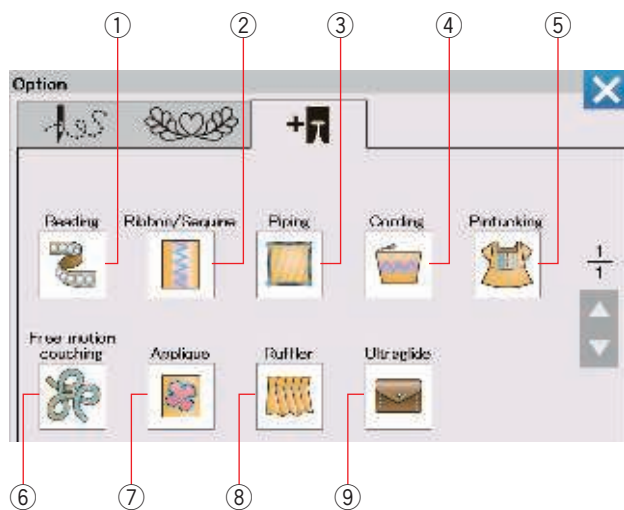 ① ② ③ ④ ⑤
Option
Beading Ribbon/Sequins Piping Cording Pintucking
1
1
Free motion
couching Applique Ruffler Ultraglide
⑥ ⑦ ⑧ ⑨